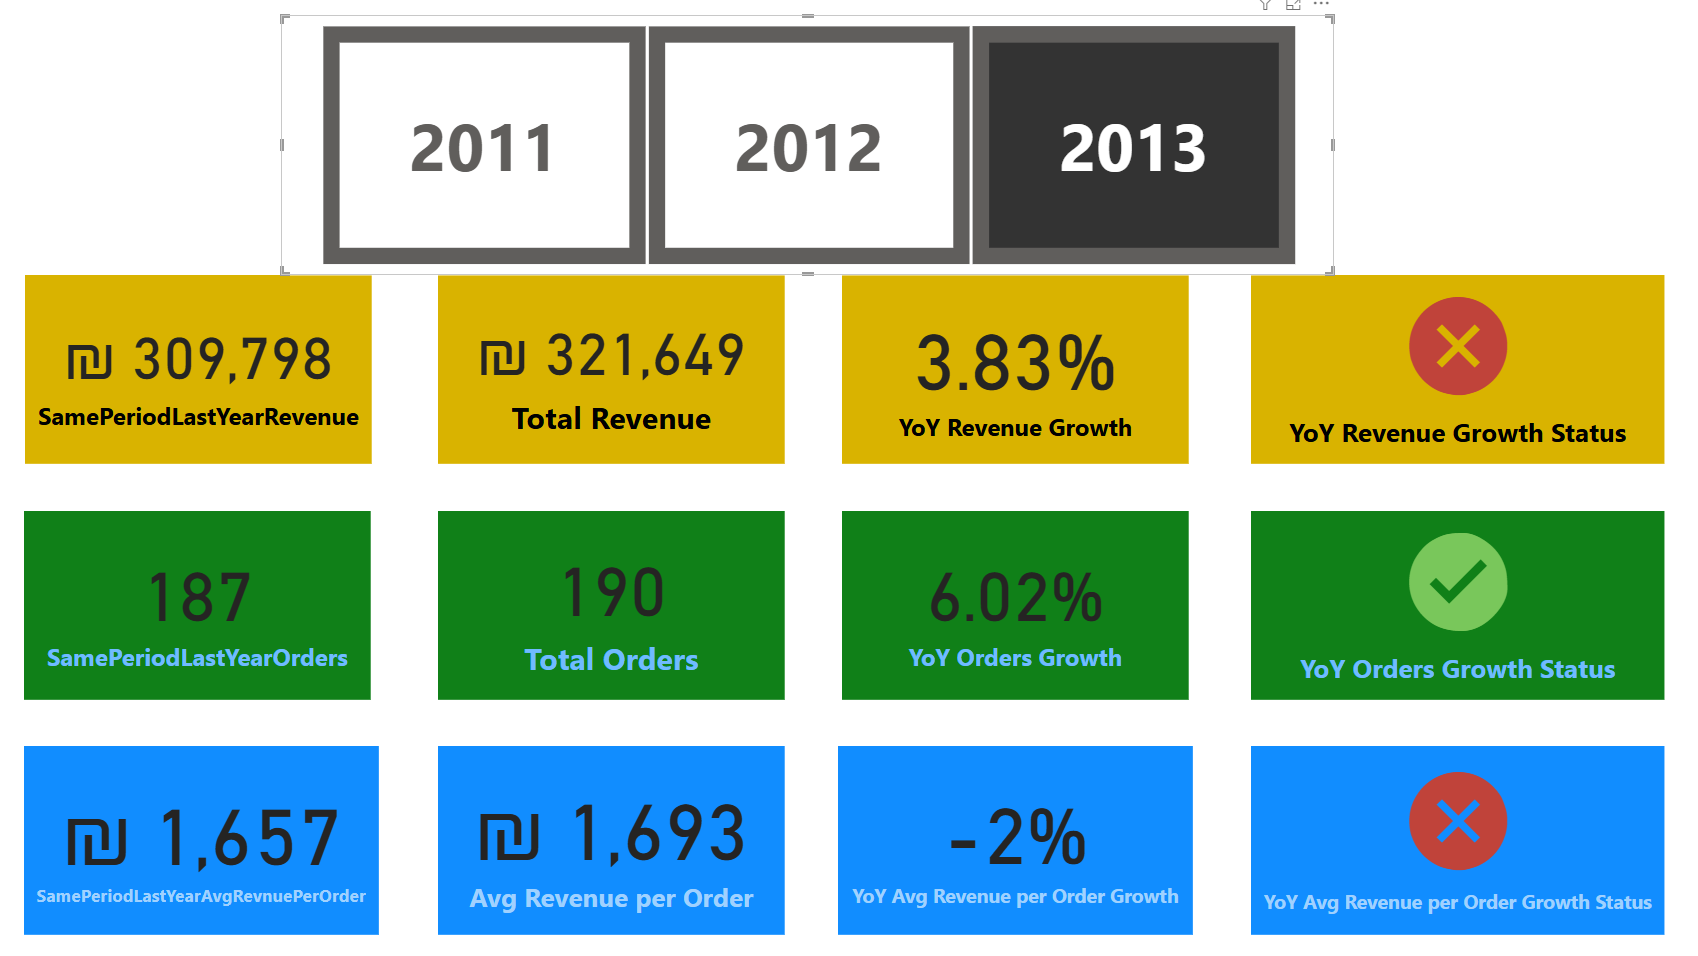 2011
2012
2013
₪ 309,798
SamePeriodLastYearRevenue
₪ 321,649
Total Revenue
3.83%
YoY Revenue Growth
YoY Revenue Growth Status
187
SamePeriodLastYearOrders
190
Total Orders
6.02%
YoY Orders Growth
YoY Orders Growth Status
₪ 1,657
SamePeriodLastYearAvgRevnuePerOrder
₪ 1,693
Avg Revenue per Order
-2%
YoY Avg Revenue per Order Growth
YoY Avg Revenue per Order Growth Status